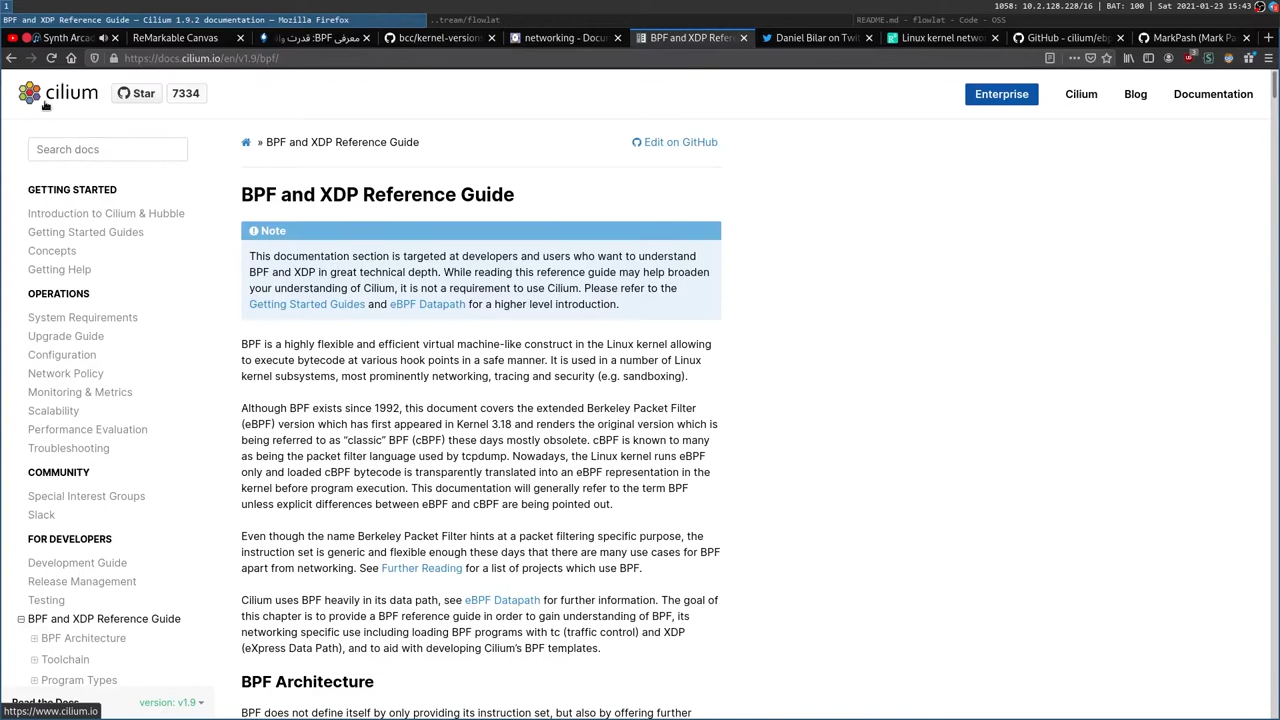 1
1058: 10.2.128.228/16 | BAT: 100 | Sat 2021-01-23 15:43
BPF and XDP Reference Guide — Cilium 1.9.2 documentation — Mozilla Firefox
..tream/flowlat
README.md - flowlat - Code - OSS
Synth Arcad
ReMarkable Canvas
معرفی BPF: قدرت وا
bcc/kernel-versions
networking - Docum
BPF and XDP Refere
Daniel Bilar on Twit
Linux kernel netwo
GitHub - cilium/ebp
MarkPash (Mark Pa
https://docs.cilium.io/en/v1.9/bpf/
cilium
Star
7334
Enterprise
Cilium
Blog
Documentation
Search docs
GETTING STARTED
Introduction to Cilium & Hubble
Getting Started Guides
Concepts
Getting Help
OPERATIONS
System Requirements
Upgrade Guide
Configuration
Network Policy
Monitoring & Metrics
Scalability
Performance Evaluation
Troubleshooting
COMMUNITY
Special Interest Groups
Slack
FOR DEVELOPERS
Development Guide
Release Management
Testing
BPF and XDP Reference Guide
BPF Architecture
Toolchain
Program Types
Read the Docs
version: v1.9
https://www.cilium.io
» BPF and XDP Reference Guide
Edit on GitHub
BPF and XDP Reference Guide
Note
This documentation section is targeted at developers and users who want to understand
BPF and XDP in great technical depth. While reading this reference guide may help broaden
your understanding of Cilium, it is not a requirement to use Cilium. Please refer to the
Getting Started Guides and eBPF Datapath for a higher level introduction.
BPF is a highly flexible and efficient virtual machine-like construct in the Linux kernel allowing
to execute bytecode at various hook points in a safe manner. It is used in a number of Linux
kernel subsystems, most prominently networking, tracing and security (e.g. sandboxing).
Although BPF exists since 1992, this document covers the extended Berkeley Packet Filter
(eBPF) version which has first appeared in Kernel 3.18 and renders the original version which is
being referred to as “classic” BPF (cBPF) these days mostly obsolete. cBPF is known to many
as being the packet filter language used by tcpdump. Nowadays, the Linux kernel runs eBPF
only and loaded cBPF bytecode is transparently translated into an eBPF representation in the
kernel before program execution. This documentation will generally refer to the term BPF
unless explicit differences between eBPF and cBPF are being pointed out.
Even though the name Berkeley Packet Filter hints at a packet filtering specific purpose, the
instruction set is generic and flexible enough these days that there are many use cases for BPF
apart from networking. See Further Reading for a list of projects which use BPF.
Cilium uses BPF heavily in its data path, see eBPF Datapath for further information. The goal of
this chapter is to provide a BPF reference guide in order to gain understanding of BPF, its
networking specific use including loading BPF programs with tc (traffic control) and XDP
(eXpress Data Path), and to aid with developing Cilium’s BPF templates.
BPF Architecture
BPF does not define itself by only providing its instruction set, but also by offering further